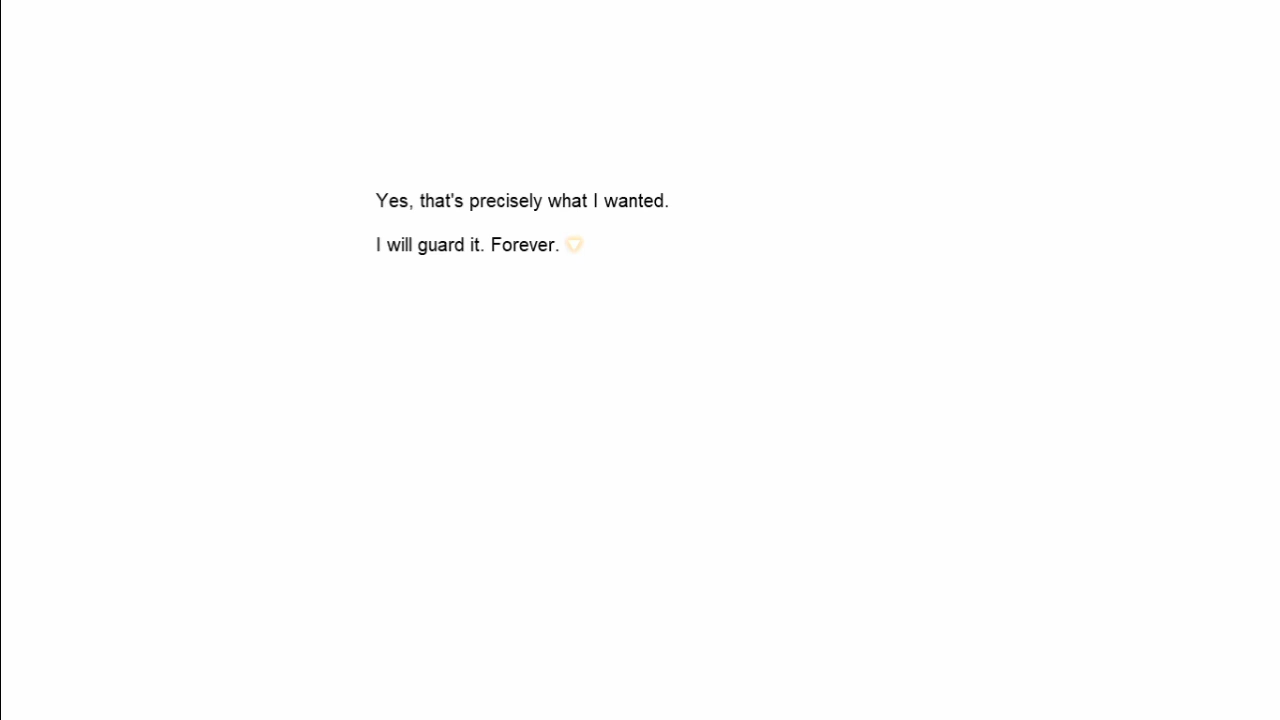 Yes, that's precisely what I wanted.
I will guard it. Forever.